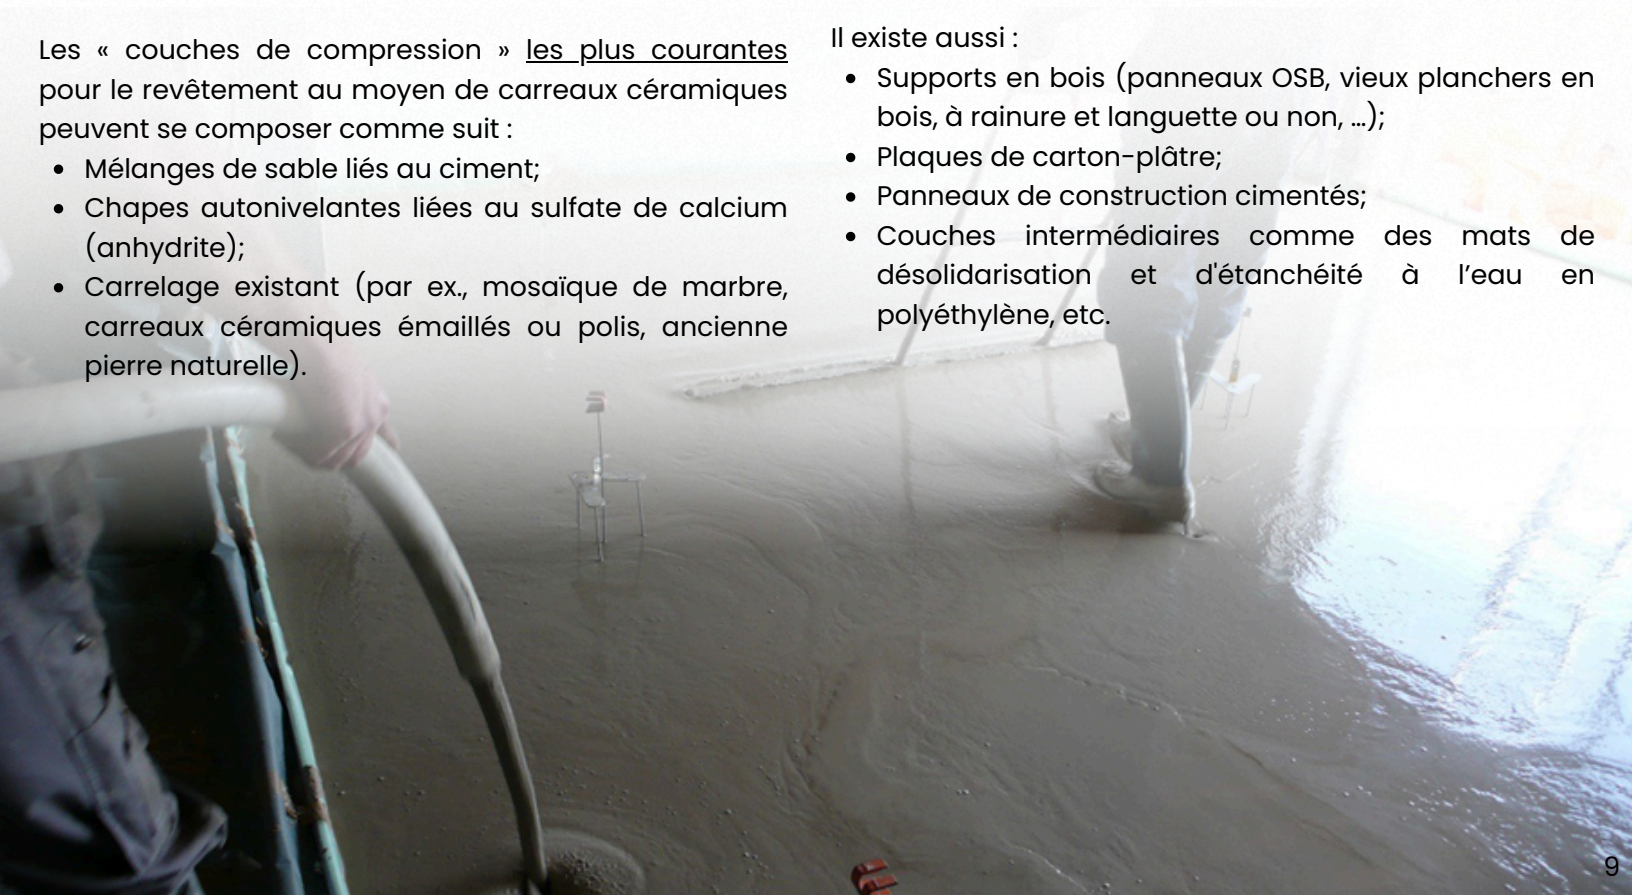 Les « couches de compression » les plus courantes
pour le revêtement au moyen de carreaux céramiques
peuvent se composer comme suit :
• Mélanges de sable liés au ciment;
• Chapes autonivelantes liées au sulfate de calcium
(anhydrite);
• Carrelage existant (par ex., mosaïque de marbre,
carreaux céramiques émaillés ou polis, ancienne
pierre naturelle).
Il existe aussi :
• Supports en bois (panneaux OSB, vieux planchers en
bois, à rainure et languette ou non, ...);
• Plaques de carton-plâtre;
• Panneaux de construction cimentés;
• Couches intermédiaires comme des mats de
désolidarisation et d'étanchéité à l’eau en
polyéthylène, etc.
9